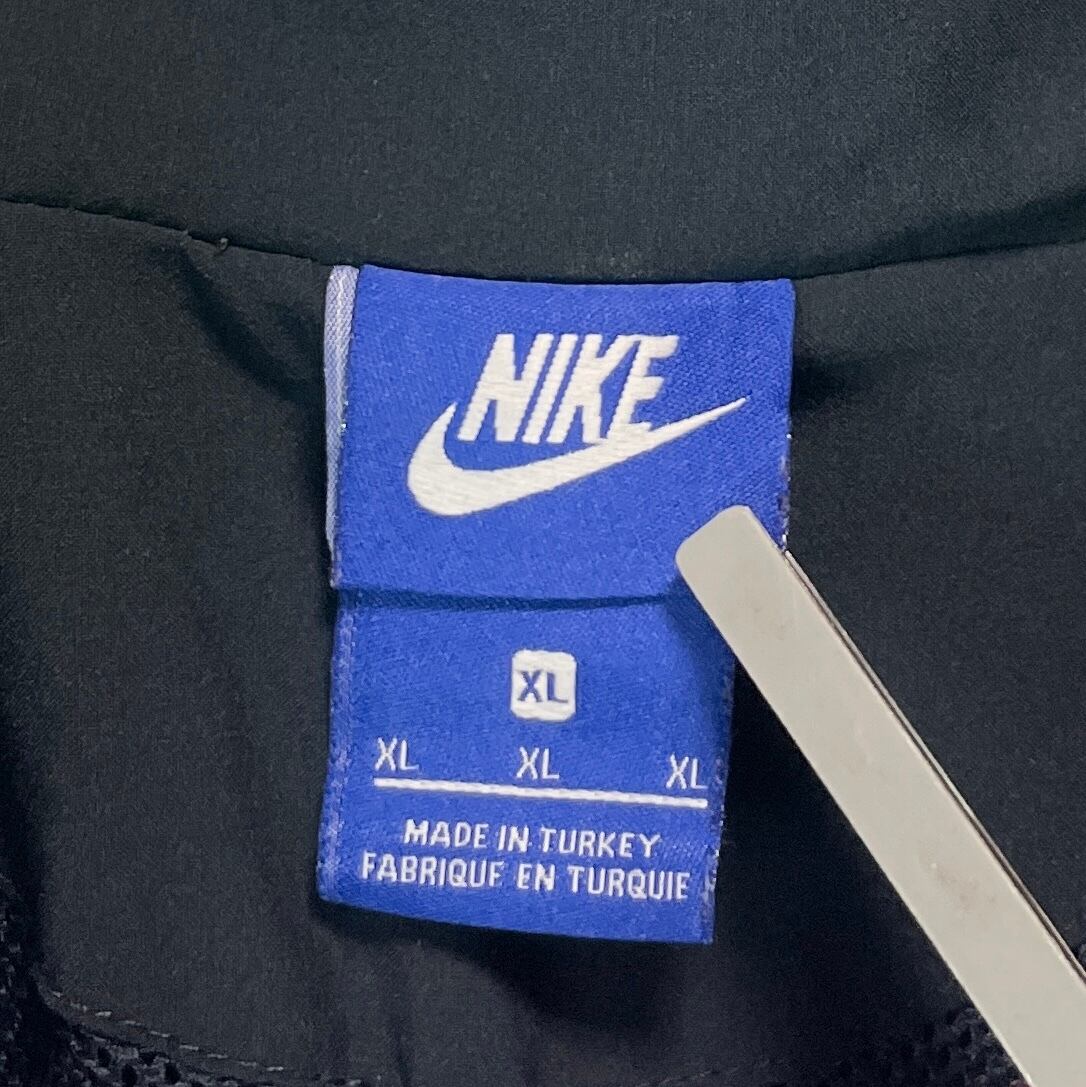 NIKE
XL
XL XL XL
MADE IN TURKEY
FABRIQUE EN TURQUIE